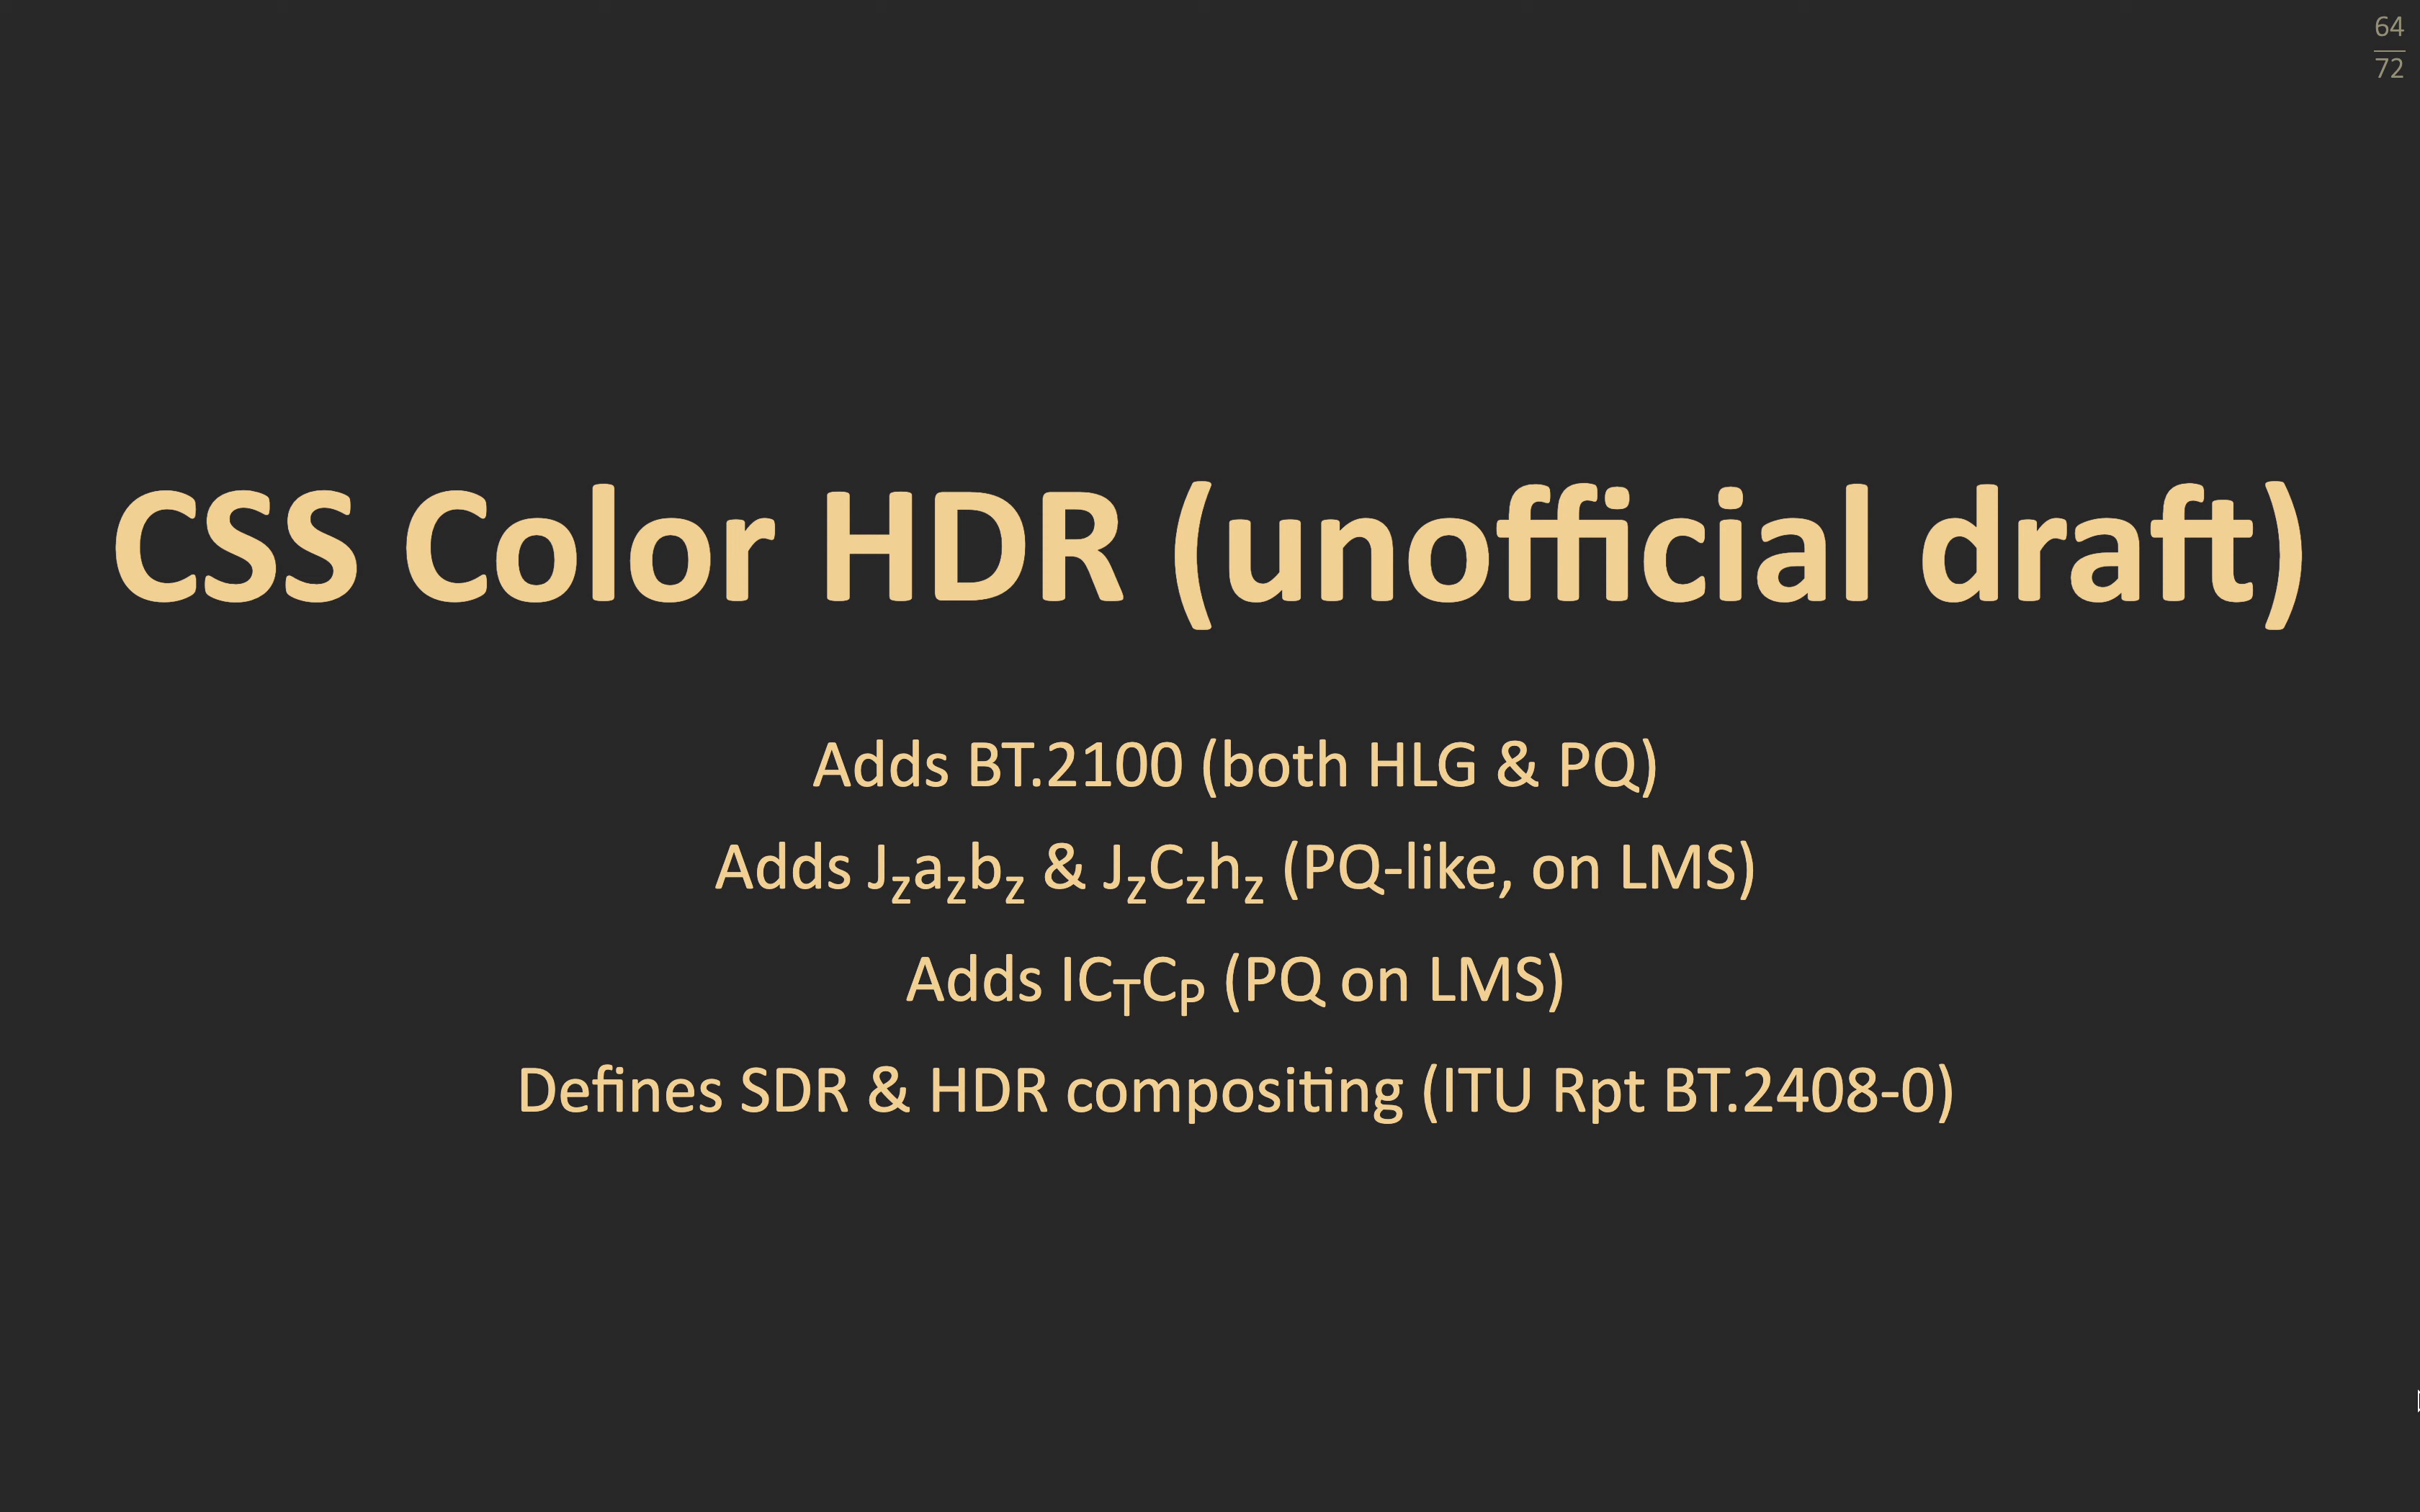 64
72
CSS Color HDR (unofficial draft)
Adds BT.2100 (both HLG & PQ)
Adds Jzazbz & JzCzhz (PQ-like, on LMS)
Adds ICTCP (PQ on LMS)
Defines SDR & HDR compositing (ITU Rpt BT.2408-0)